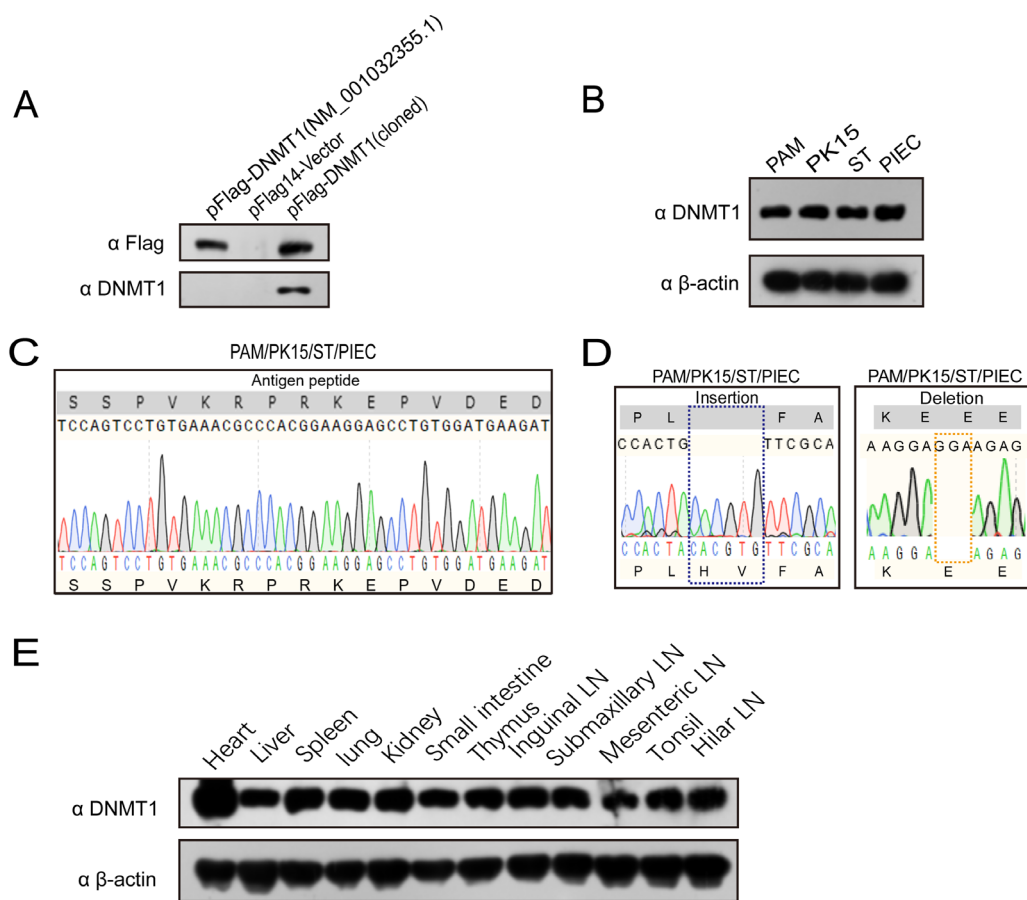 A
pFlag-DNMT1(NM_001032355.1)
pFlag14-Vector
pFlag-DNMT1(cloned)
α Flag
α DNMT1
B
PAM PK15 ST PIEC
α DNMT1
α β-actin
C
PAM/PK15/ST/PIEC
Antigen peptide
S S P V K R P R K E P V D E D
TCCAGTCCTGTGAAACGCCCACGGAAGGAGCCTGTGGATGAAGAT
TCCAGTCCTGTGAAACGCCCACGGAAGGAGCCTGTGGATGAAGAT
S S P V K R P R K E P V D E D
D
PAM/PK15/ST/PIEC
Insertion
P L F A
CCACTG TTCGCA
CCACTACACGTGTTCGCA
P L H V F A
PAM/PK15/ST/PIEC
Deletion
K E E E
AAGGAGGAAGAG
AAGGA AGAG
K E E
E
Heart
Liver
Spleen
lung
Kidney
Small intestine
Thymus
Inguinal LN
Submaxillary LN
Mesenteric LN
Tonsil
Hilar LN
α DNMT1
α β-actin